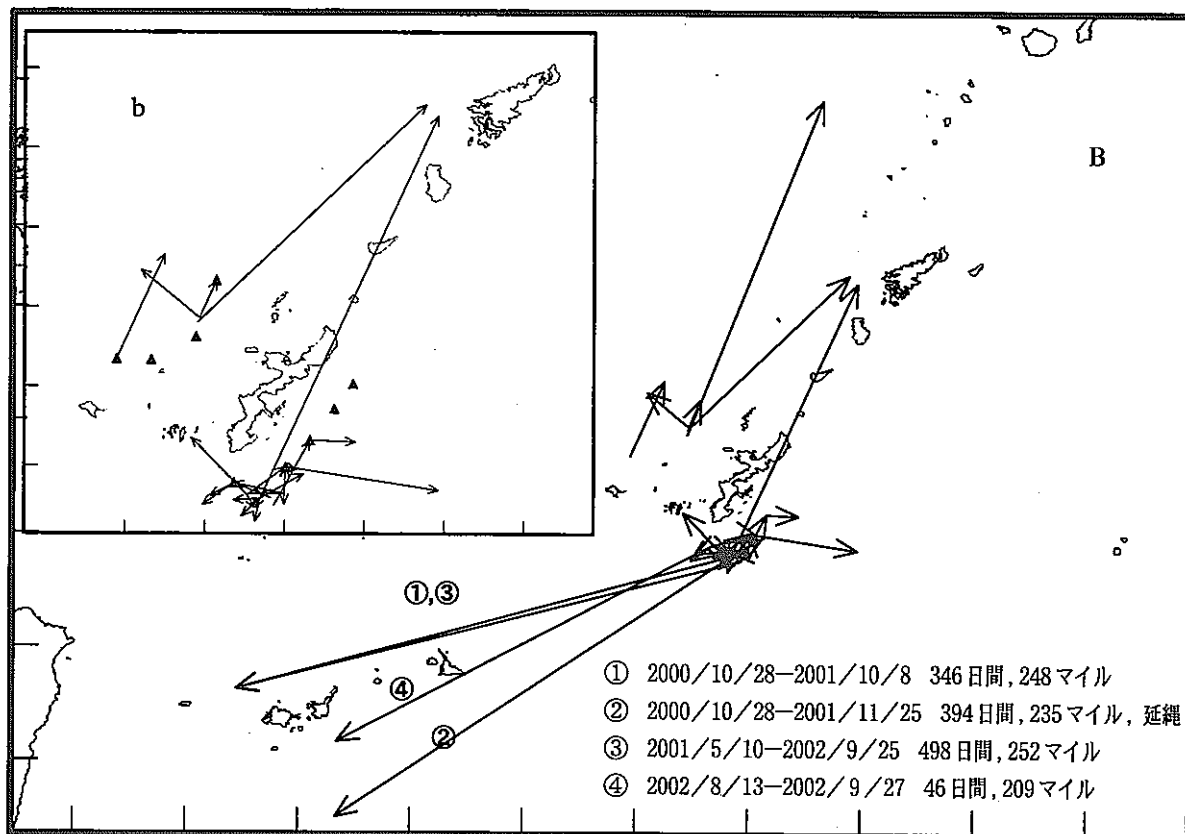 b
B
①,③
④
②
① 2000/10/28－2001/10/8 346日間,248マイル
② 2000/10/28－2001/11/25 394日間,235マイル,延縄
③ 2001/5/10－2002/9/25 498日間,252マイル
④ 2002/8/13－2002/9/27 46日間,209マイル